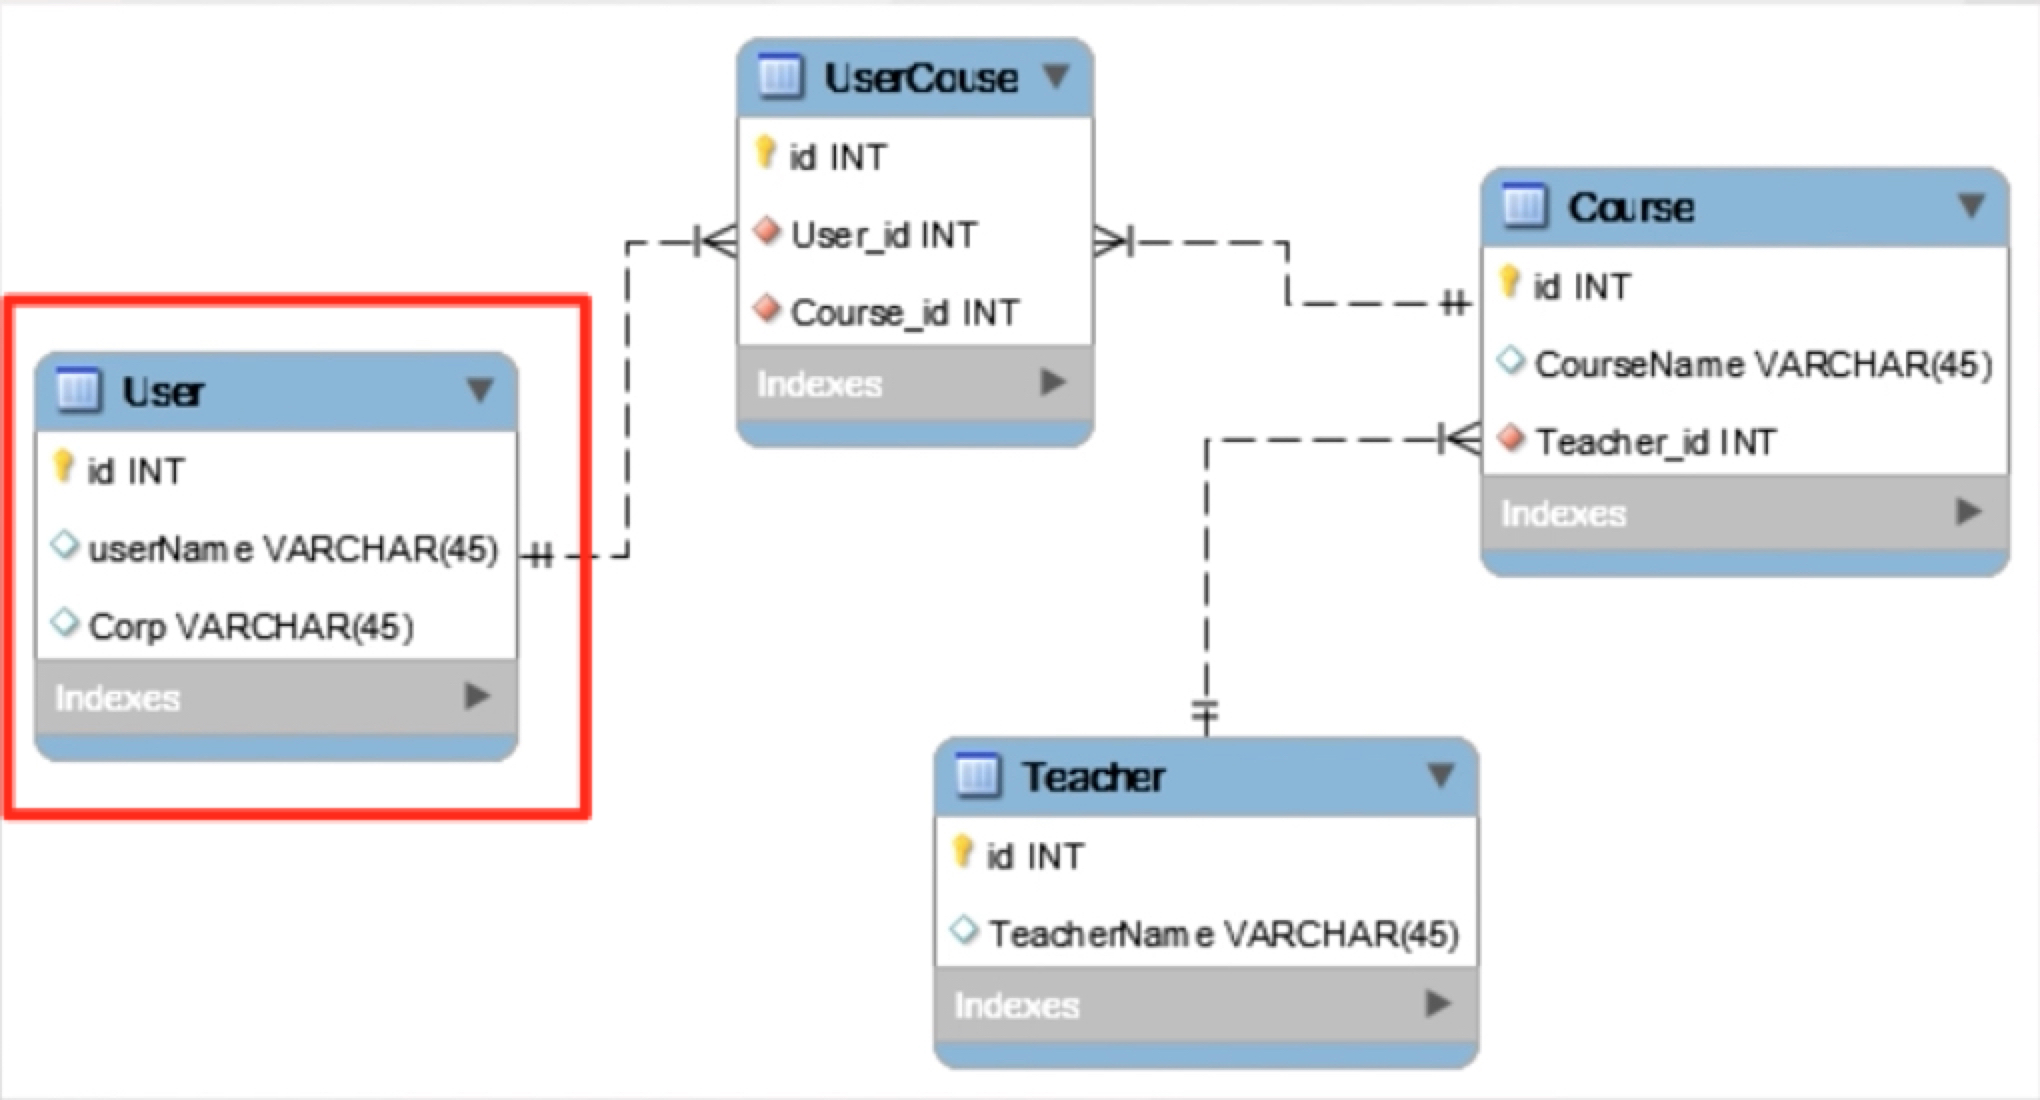 UserCouse
id INT
User_id INT
Course_id INT
Indexes
Course
id INT
CourseName VARCHAR(45)
Teacher_id INT
Indexes
User
id INT
userName VARCHAR(45)
Corp VARCHAR(45)
Indexes
Teacher
id INT
TeacherName VARCHAR(45)
Indexes